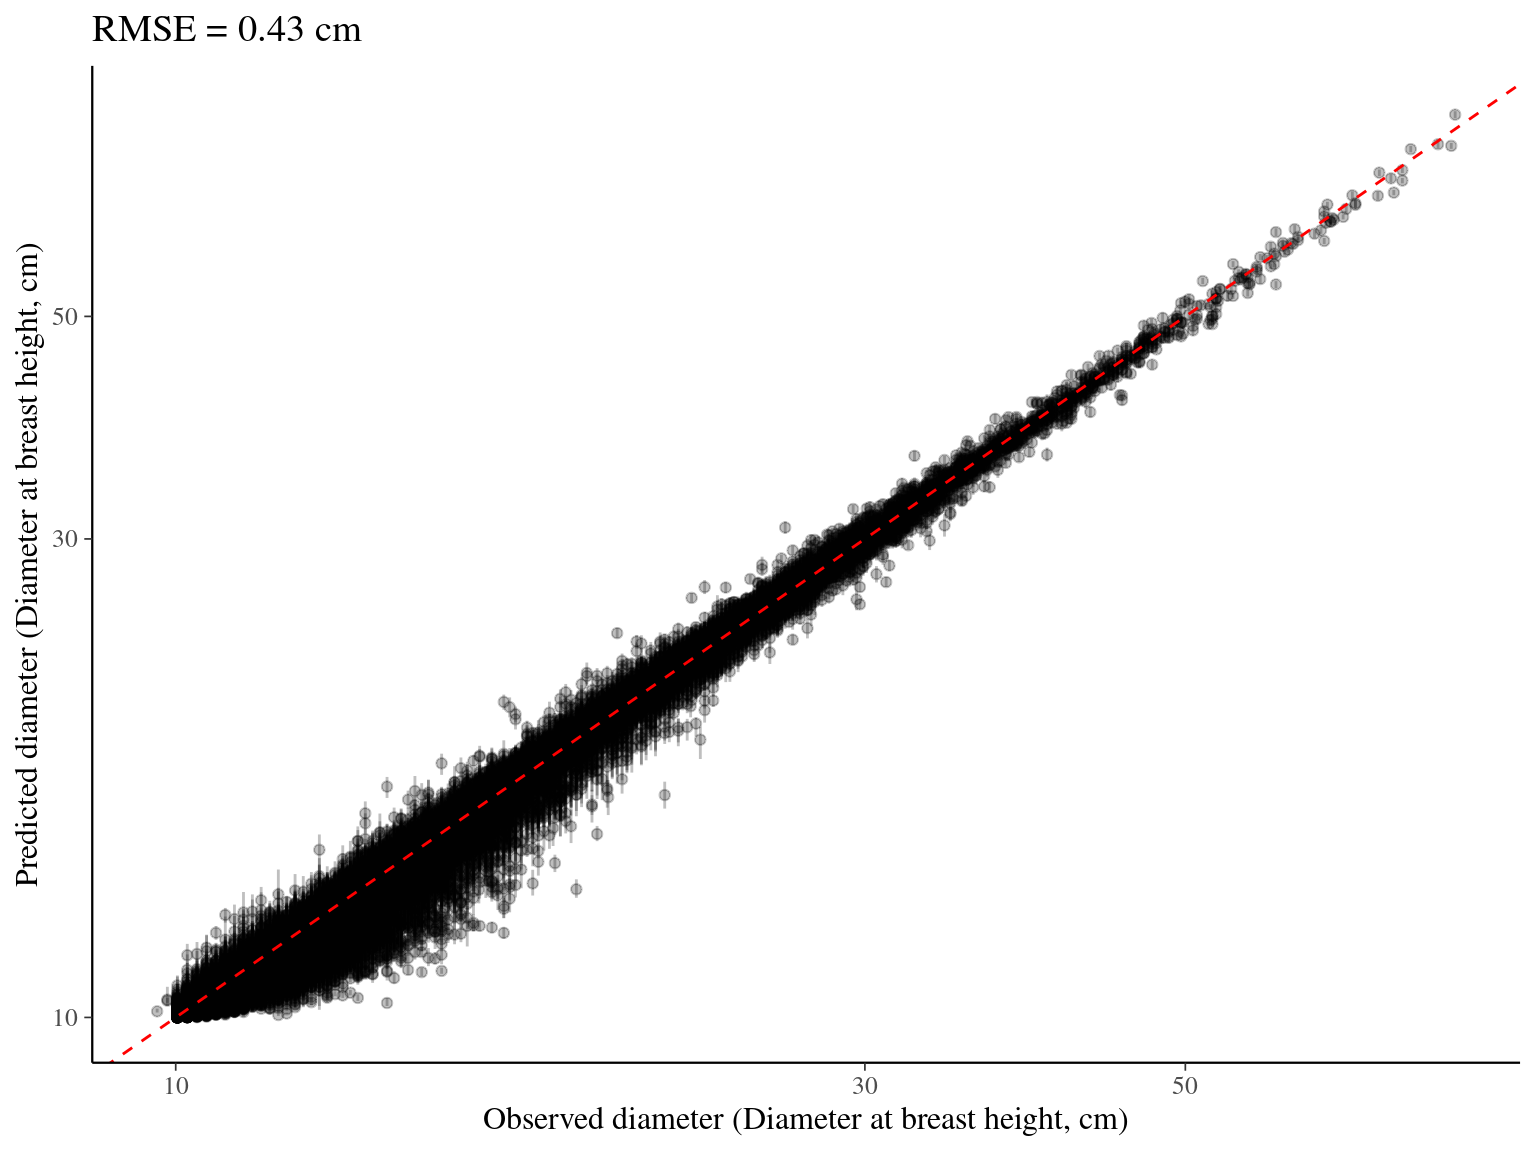 RMSE = 0.43 cm
Predicted diameter (Diameter at breast height, cm)
50
30
10
10
30
50
Observed diameter (Diameter at breast height, cm)